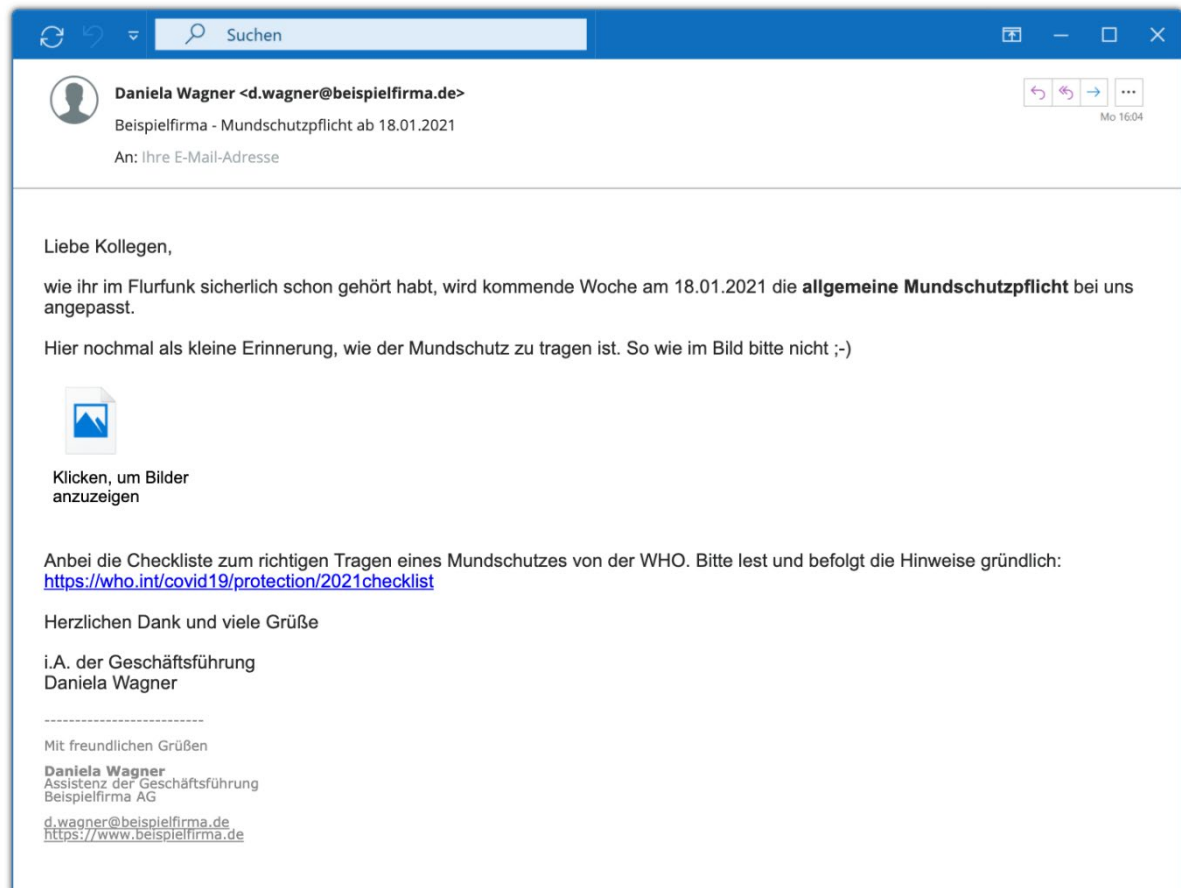 Suchen
Daniela Wagner <d.wagner@beispielfirma.de>
Beispielfirma - Mundschutzpflicht ab 18.01.2021
Mo 16:04
An: Ihre E-Mail-Adresse
Liebe Kollegen,
wie ihr im Flurfunk sicherlich schon gehört habt, wird kommende Woche am 18.01.2021 die allgemeine Mundschutzpflicht bei uns
angepasst.
Hier nochmal als kleine Erinnerung, wie der Mundschutz zu tragen ist. So wie im Bild bitte nicht ;-)
Klicken, um Bilder
anzuzeigen
Anbei die Checkliste zum richtigen Tragen eines Mundschutzes von der WHO. Bitte lest und befolgt die Hinweise gründlich:
https://who.int/covid19/protection/2021checklist
Herzlichen Dank und viele Grüße
i.A. der Geschäftsführung
Daniela Wagner
--------------------------
Mit freundlichen Grüßen
Daniela Wagner
Assistenz der Geschäftsführung
Beispielfirma AG
d.wagner@beispielfirma.de
https://www.beispielfirma.de